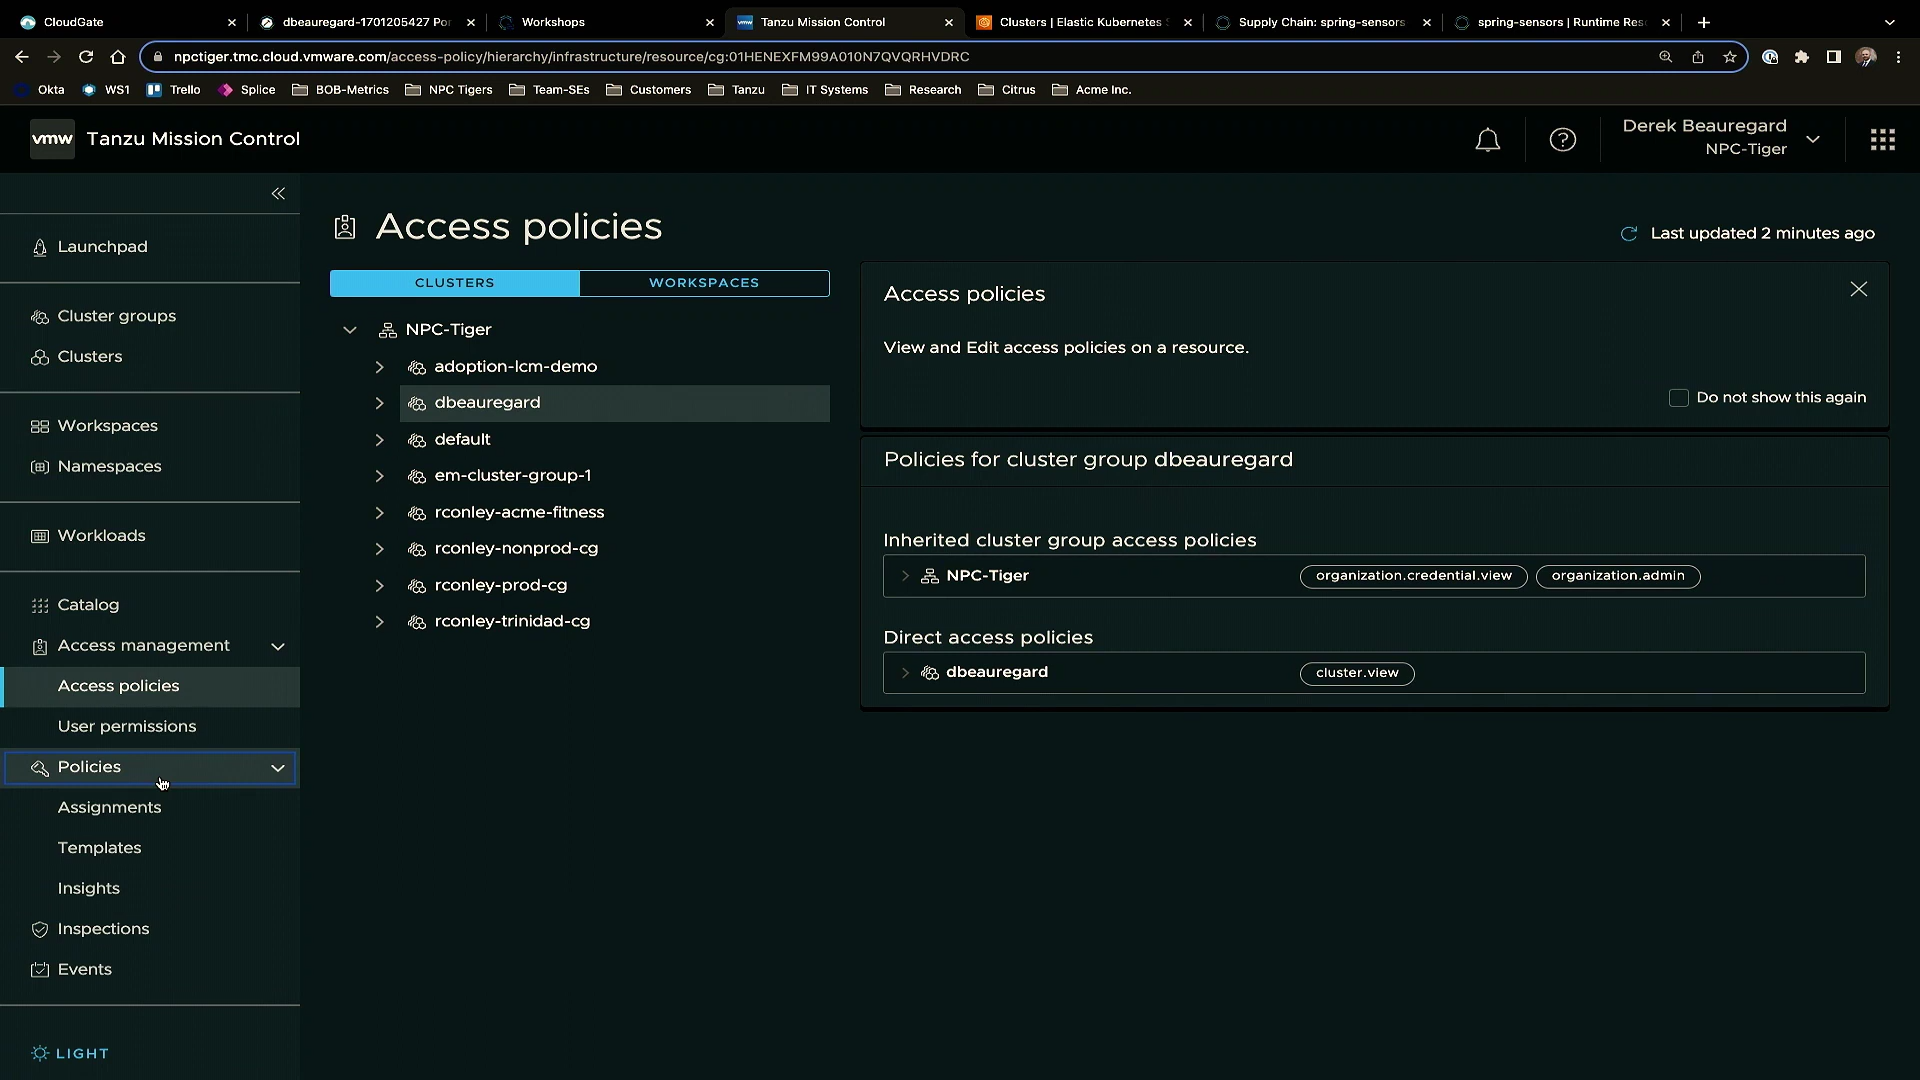 CloudGate
dbeauregard-1701205427 Por
Workshops
Tanzu Mission Control
Clusters | Elastic Kubernetes S
Supply Chain: spring-sensors
spring-sensors | Runtime Res
npctiger.tmc.cloud.vmware.com/access-policy/hierarchy/infrastructure/resource/cg:01HENEXFM99A010N7QVQRHVDRC
Okta
WS1
Trello
Splice
BOB-Metrics
NPC Tigers
Team-SEs
Customers
Tanzu
IT Systems
Research
Citrus
Acme Inc.
vmw
Tanzu Mission Control
Derek Beauregard
NPC-Tiger
Launchpad
Cluster groups
Clusters
Workspaces
Namespaces
Workloads
Catalog
Access management
Access policies
User permissions
Policies
Assignments
Templates
Insights
Inspections
Events
LIGHT
Access policies
Last updated 2 minutes ago
CLUSTERS
WORKSPACES
NPC-Tiger
adoption-lcm-demo
dbeauregard
default
em-cluster-group-1
rconley-acme-fitness
rconley-nonprod-cg
rconley-prod-cg
rconley-trinidad-cg
Access policies
View and Edit access policies on a resource.
Do not show this again
Policies for cluster group dbeauregard
Inherited cluster group access policies
NPC-Tiger
organization.credential.view
organization.admin
Direct access policies
dbeauregard
cluster.view